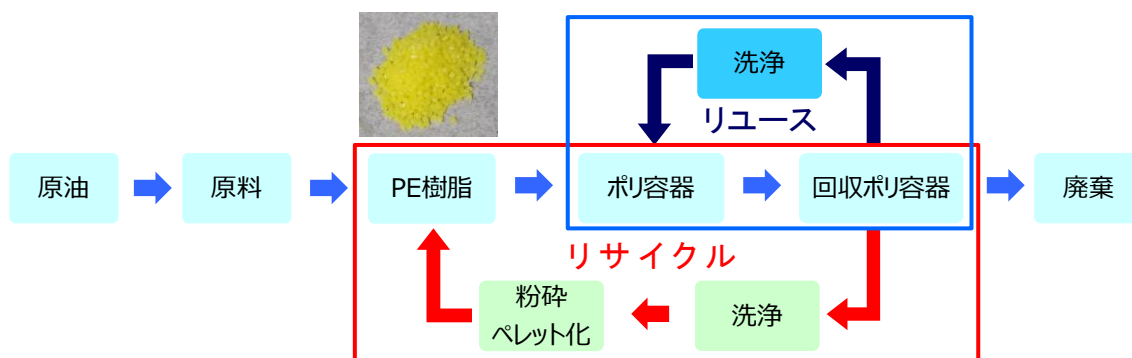 洗浄
リユース
原油
原料
PE樹脂
ポリ容器
回収ポリ容器
廃棄
リサイクル
粉砕
ペレット化
洗浄